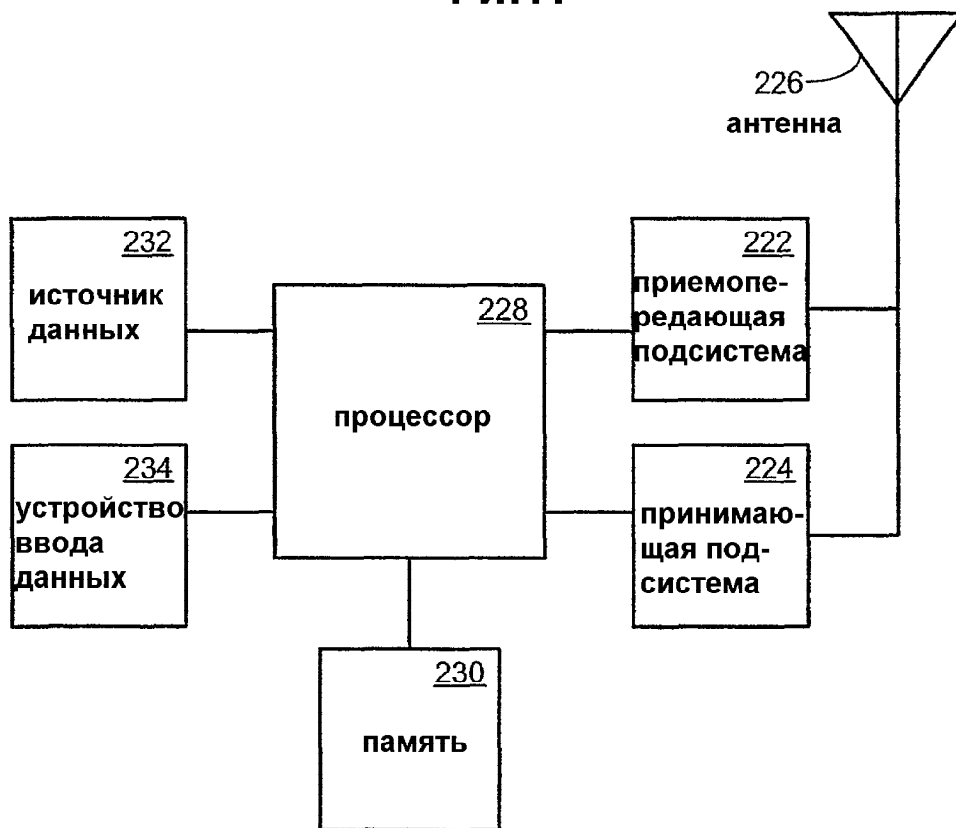 226
антенна
232
источник
данных
228
процессор
222
приемопе-
редающая
подсистема
234
устройство
ввода
данных
224
принимаю-
щая под-
система
230
память